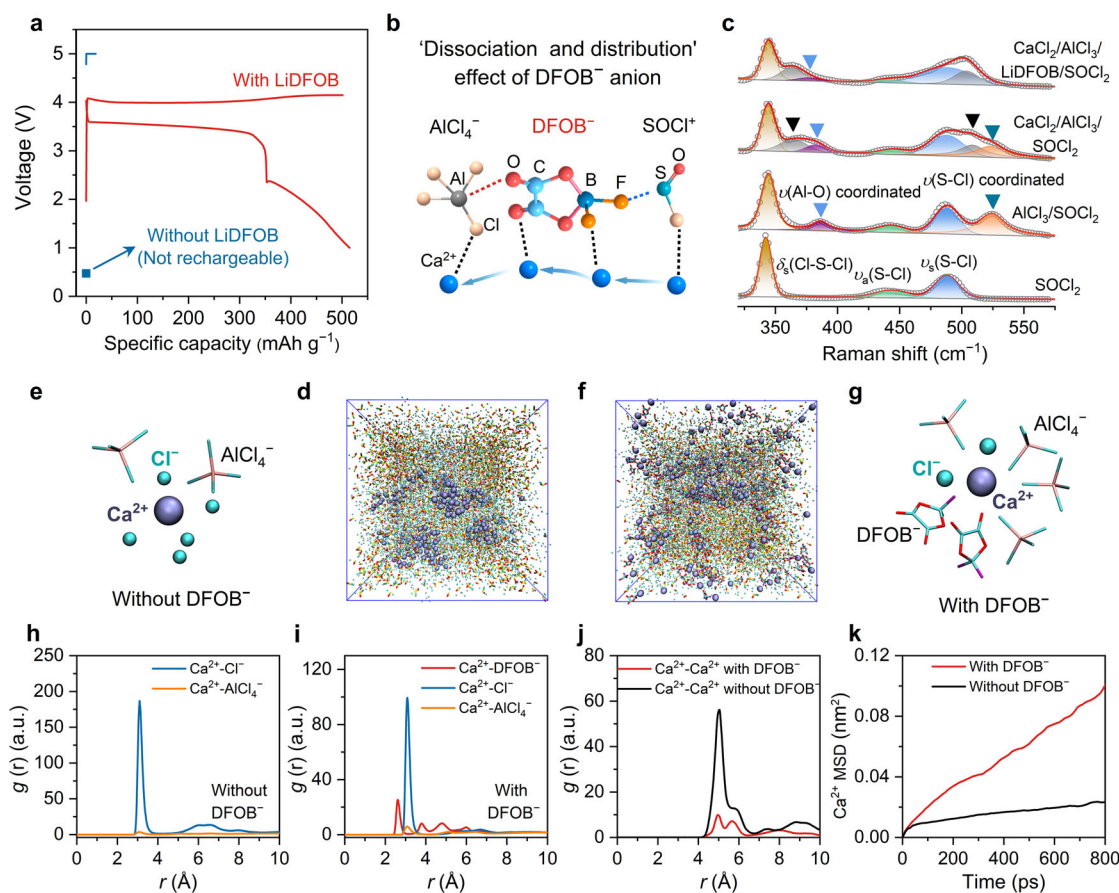 a
5
4
3
2
1
0
Voltage (V)
With LiDFOB
Without LiDFOB
(Not rechargeable)
0 100 200 300 400 500
Specific capacity (mAh g⁻¹)
b
'Dissociation and distribution'
effect of DFOB⁻ anion
AlCl₄⁻
DFOB⁻
SOCl⁺
O
C
O
Al
B
F
S
Cl
Ca²⁺
c
CaCl₂/AlCl₃/
LiDFOB/SOCl₂
CaCl₂/AlCl₃/
SOCl₂
υ(Al-O) coordinated
υ(S-Cl) coordinated
AlCl₃/SOCl₂
δₛ(Cl-S-Cl)
υₐ(S-Cl)
υₛ(S-Cl)
SOCl₂
350 400 450 500 550
Raman shift (cm⁻¹)
e
AlCl₄⁻
Cl⁻
Ca²⁺
Without DFOB⁻
d
f
g
AlCl₄⁻
Cl⁻
Ca²⁺
DFOB⁻
With DFOB⁻
h
250
200
150
100
50
0
g (r) (a.u.)
Ca²⁺-Cl⁻
Ca²⁺-AlCl₄⁻
Without
DFOB⁻
0 2 4 6 8 10
r (Å)
i
120
80
40
0
g (r) (a.u.)
Ca²⁺-DFOB⁻
Ca²⁺-Cl⁻
Ca²⁺-AlCl₄⁻
With
DFOB⁻
0 2 4 6 8 10
r (Å)
j
80
60
40
20
0
g (r) (a.u.)
Ca²⁺-Ca²⁺ with DFOB⁻
Ca²⁺-Ca²⁺ without DFOB⁻
0 2 4 6 8 10
r (Å)
k
0.12
0.08
0.04
0.00
Ca²⁺ MSD (nm²)
With DFOB⁻
Without DFOB⁻
0 200 400 600 800
Time (ps)